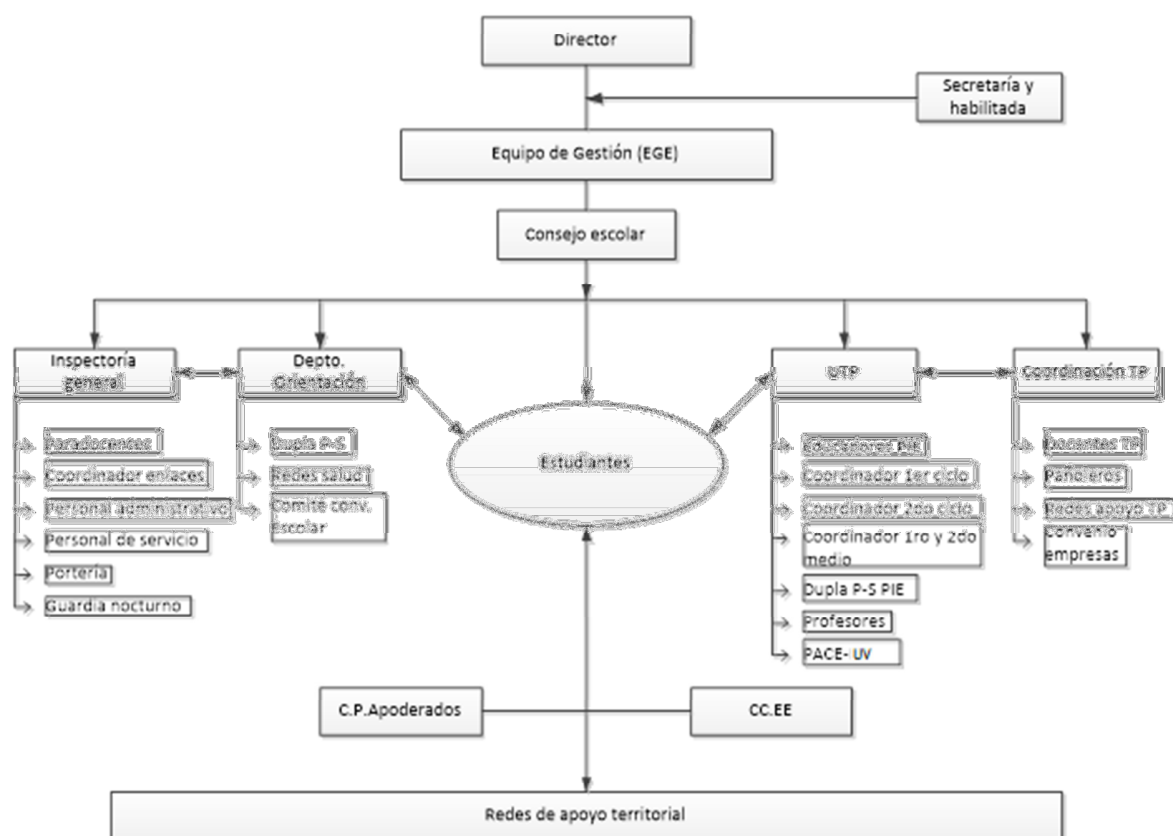 Director
Secretaría y
habilitada
Equipo de Gestión (EGE)
Consejo escolar
Inspectoría
general
Depto.
Orientación
UTP
Coordinación TP
Estudiantes
Paradocentes
Coordinador enlaces
Personal administrativo
Personal de servicio
Portería
Guardia nocturno
Dupla P-S
Redes salud
Comité conv.
Escolar
Educadores PIE
Coordinador 1er ciclo
Coordinador 2do ciclo
Coordinador 1ro y 2do
medio
Dupla P-S PIE
Profesores
PACE-UV
Docentes TP
Pañoleros
Redes apoyo TP
Convenio
empresas
C.P.Apoderados
CC.EE
Redes de apoyo territorial